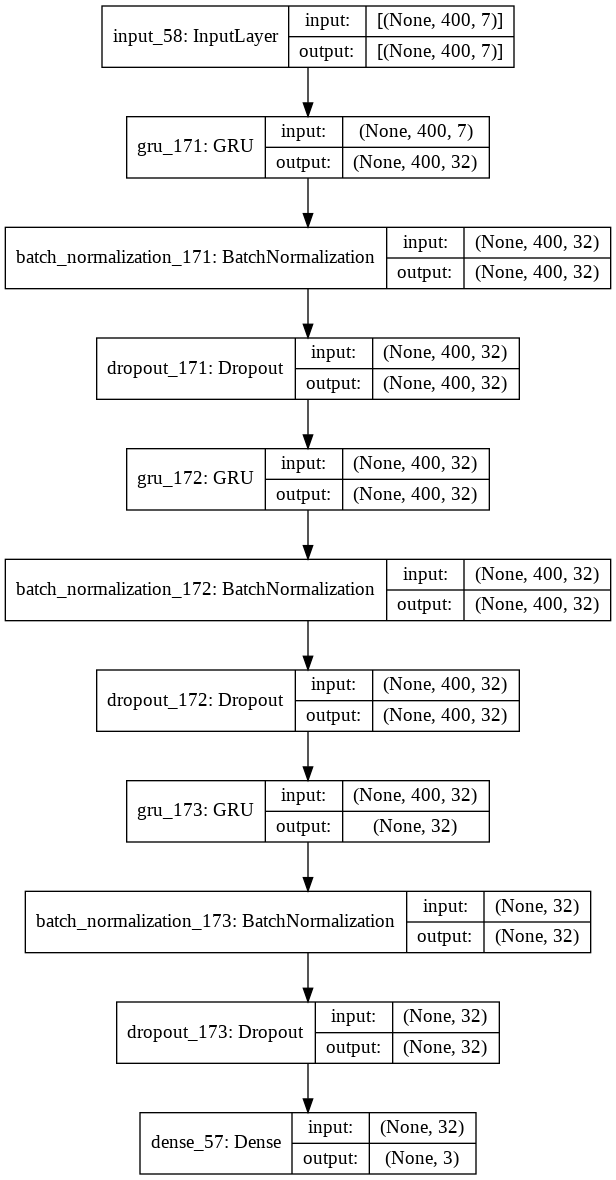 input_58: InputLayer
input:
[(None, 400, 7)]
output:
[(None, 400, 7)]
gru_171: GRU
input:
(None, 400, 7)
output:
(None, 400, 32)
batch_normalization_171: BatchNormalization
input:
(None, 400, 32)
output:
(None, 400, 32)
dropout_171: Dropout
input:
(None, 400, 32)
output:
(None, 400, 32)
gru_172: GRU
input:
(None, 400, 32)
output:
(None, 400, 32)
batch_normalization_172: BatchNormalization
input:
(None, 400, 32)
output:
(None, 400, 32)
dropout_172: Dropout
input:
(None, 400, 32)
output:
(None, 400, 32)
gru_173: GRU
input:
(None, 400, 32)
output:
(None, 32)
batch_normalization_173: BatchNormalization
input:
(None, 32)
output:
(None, 32)
dropout_173: Dropout
input:
(None, 32)
output:
(None, 32)
dense_57: Dense
input:
(None, 32)
output:
(None, 3)